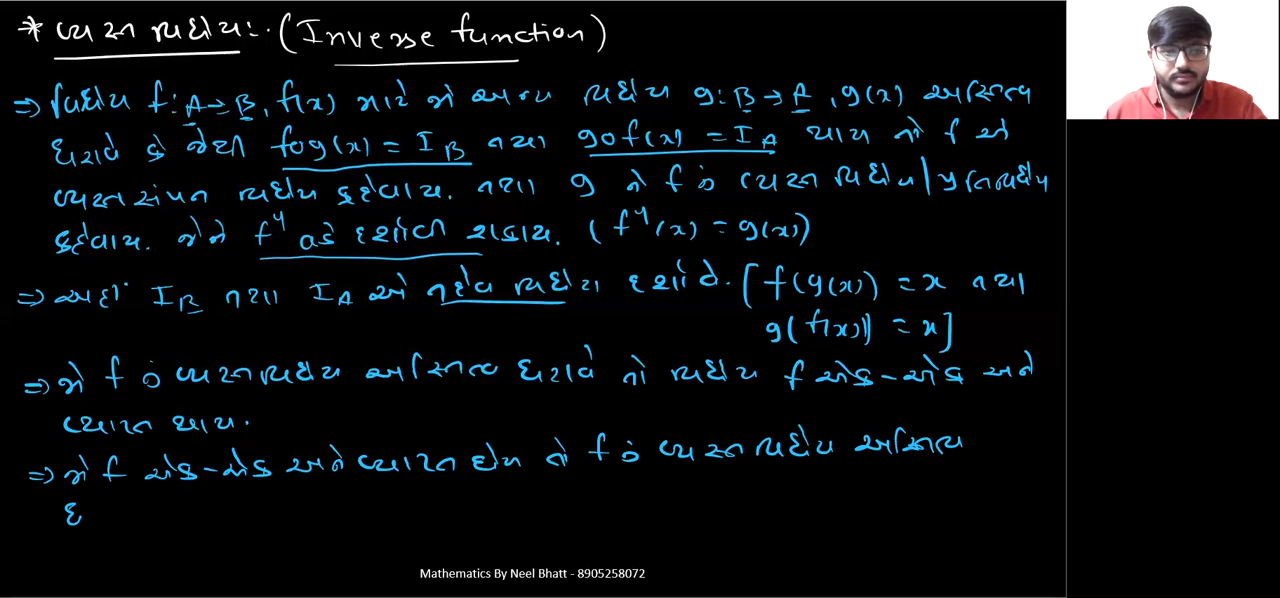 * વ્યસ્ત વિધેય :- (Inverse function)
⇒ વિધેય f: A→B, f(x) માટે જો અન્ય વિધેય g: B→A, g(x) અસ્તિત્વ
ધરાવે કે જેથી fog(x) = I_B તથા gof(x) = I_A થાય તો f ને
વ્યસ્ત સંપન્ન વિધેય કહેવાય. તથા g ને f નું વ્યસ્ત વિધેય / પ્રતિવિધેય
કહેવાય. જેને f⁻¹ વડે દર્શાવી શકાય. (f⁻¹(x) = g(x))
⇒ અહીં I_B તથા I_A એ તદેવ વિધેય દર્શાવે. [f(g(x)) = x તથા
g(f(x)) = x]
⇒ જો f નું વ્યસ્ત વિધેય અસ્તિત્વ ધરાવે તો વિધેય f એક-એક અને
વ્યાપ્ત થાય.
⇒ જો f એક-એક અને વ્યાપ્ત હોય તો f નું વ્યસ્ત વિધેય અસ્તિત્વ
ધ
Mathematics By Neel Bhatt - 8905258072